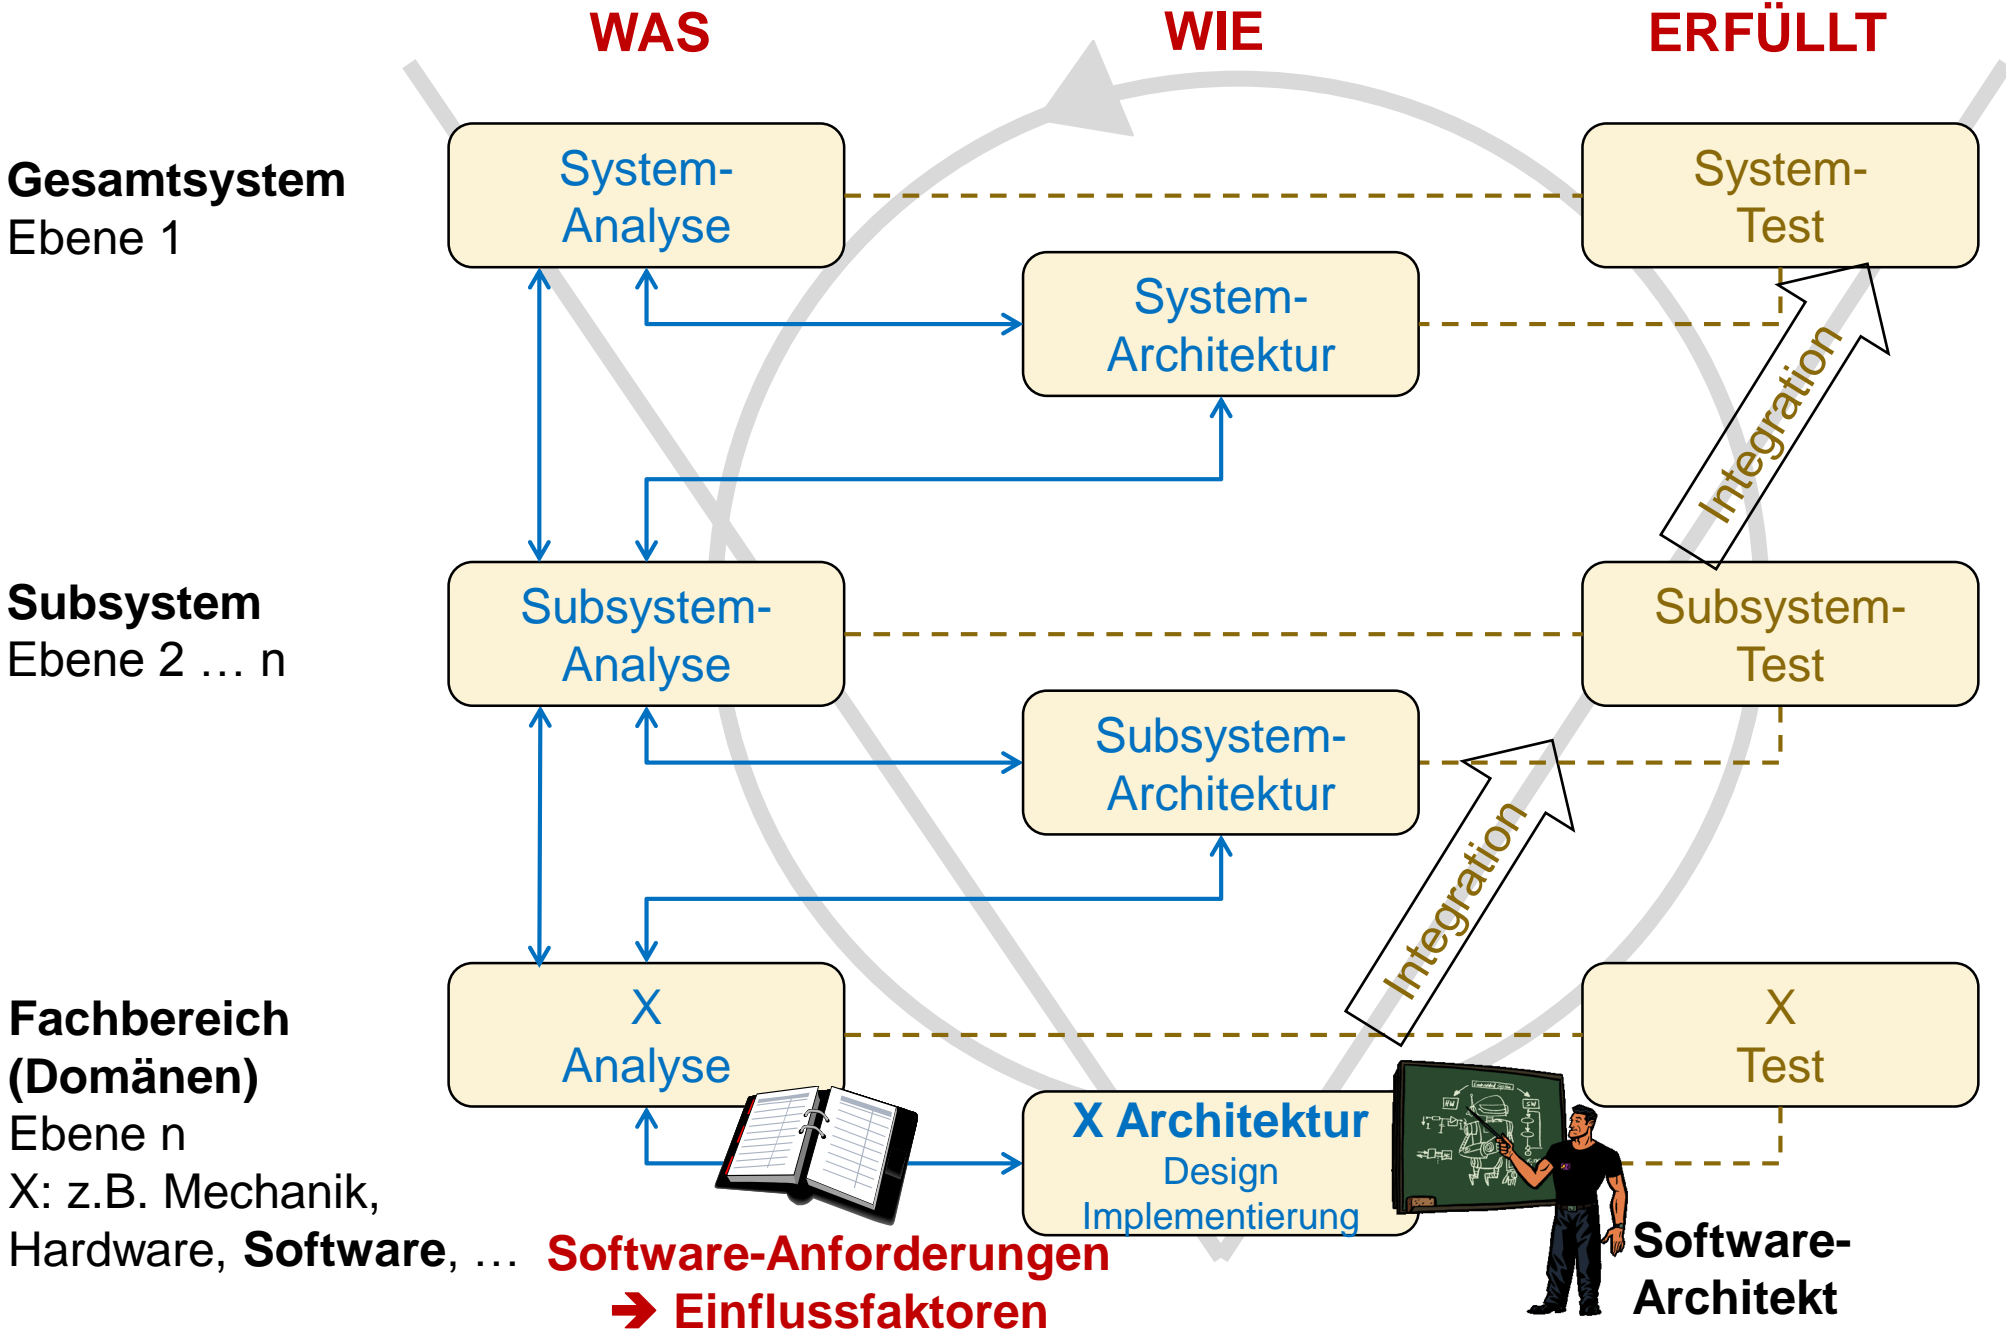 WAS
WIE
ERFÜLLT
Gesamtsystem
Ebene 1
System-
Analyse
System-
Test
System-
Architektur
Integration
Subsystem
Ebene 2 … n
Subsystem-
Analyse
Subsystem-
Test
Subsystem-
Architektur
Integration
Fachbereich
(Domänen)
Ebene n
X: z.B. Mechanik,
Hardware, Software, …
X
Analyse
X
Test
X Architektur
Design
Implementierung
HW
SW
Software-Anforderungen
➔ Einflussfaktoren
Software-
Architekt